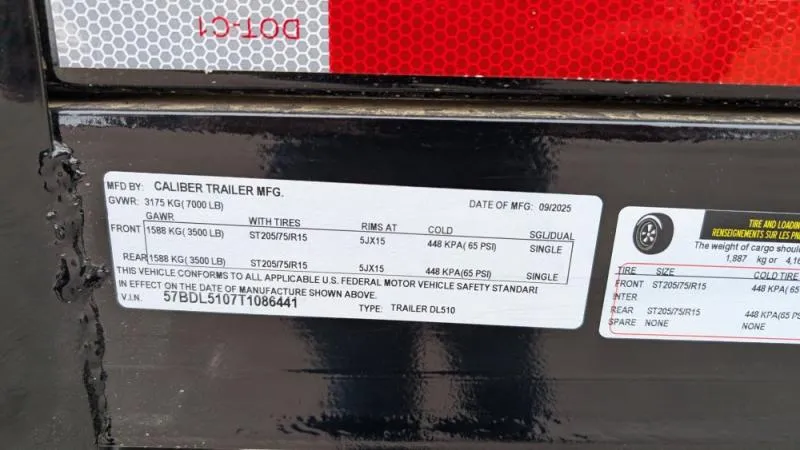 DOT-C1
MFD BY: CALIBER TRAILER MFG.
DATE OF MFG: 09/2025
GVWR: 3175 KG( 7000 LB)
GAWR WITH TIRES RIMS AT COLD SGL/DUAL
FRONT 1588 KG( 3500 LB) ST205/75/R15 5JX15 448 KPA( 65 PSI) SINGLE
REAR 1588 KG( 3500 LB) ST205/75/R15 5JX15 448 KPA( 65 PSI) SINGLE
THIS VEHICLE CONFORMS TO ALL APPLICABLE U.S. FEDERAL MOTOR VEHICLE SAFETY STANDARI
IN EFFECT ON THE DATE OF MANUFACTURE SHOWN ABOVE.
V.I.N. 57BDL5107T1086441 TYPE: TRAILER DL510
TIRE AND LOADIN
RENSEIGNEMENTS SUR LES PN
The weight of cargo shoul
1,887 kg or 4,16
TIRE SIZE COLD TIRE
FRONT ST205/75/R15 448 KPA(65
INTER
REAR ST205/75/R15 448 KPA(65 PS
SPARE NONE NONE